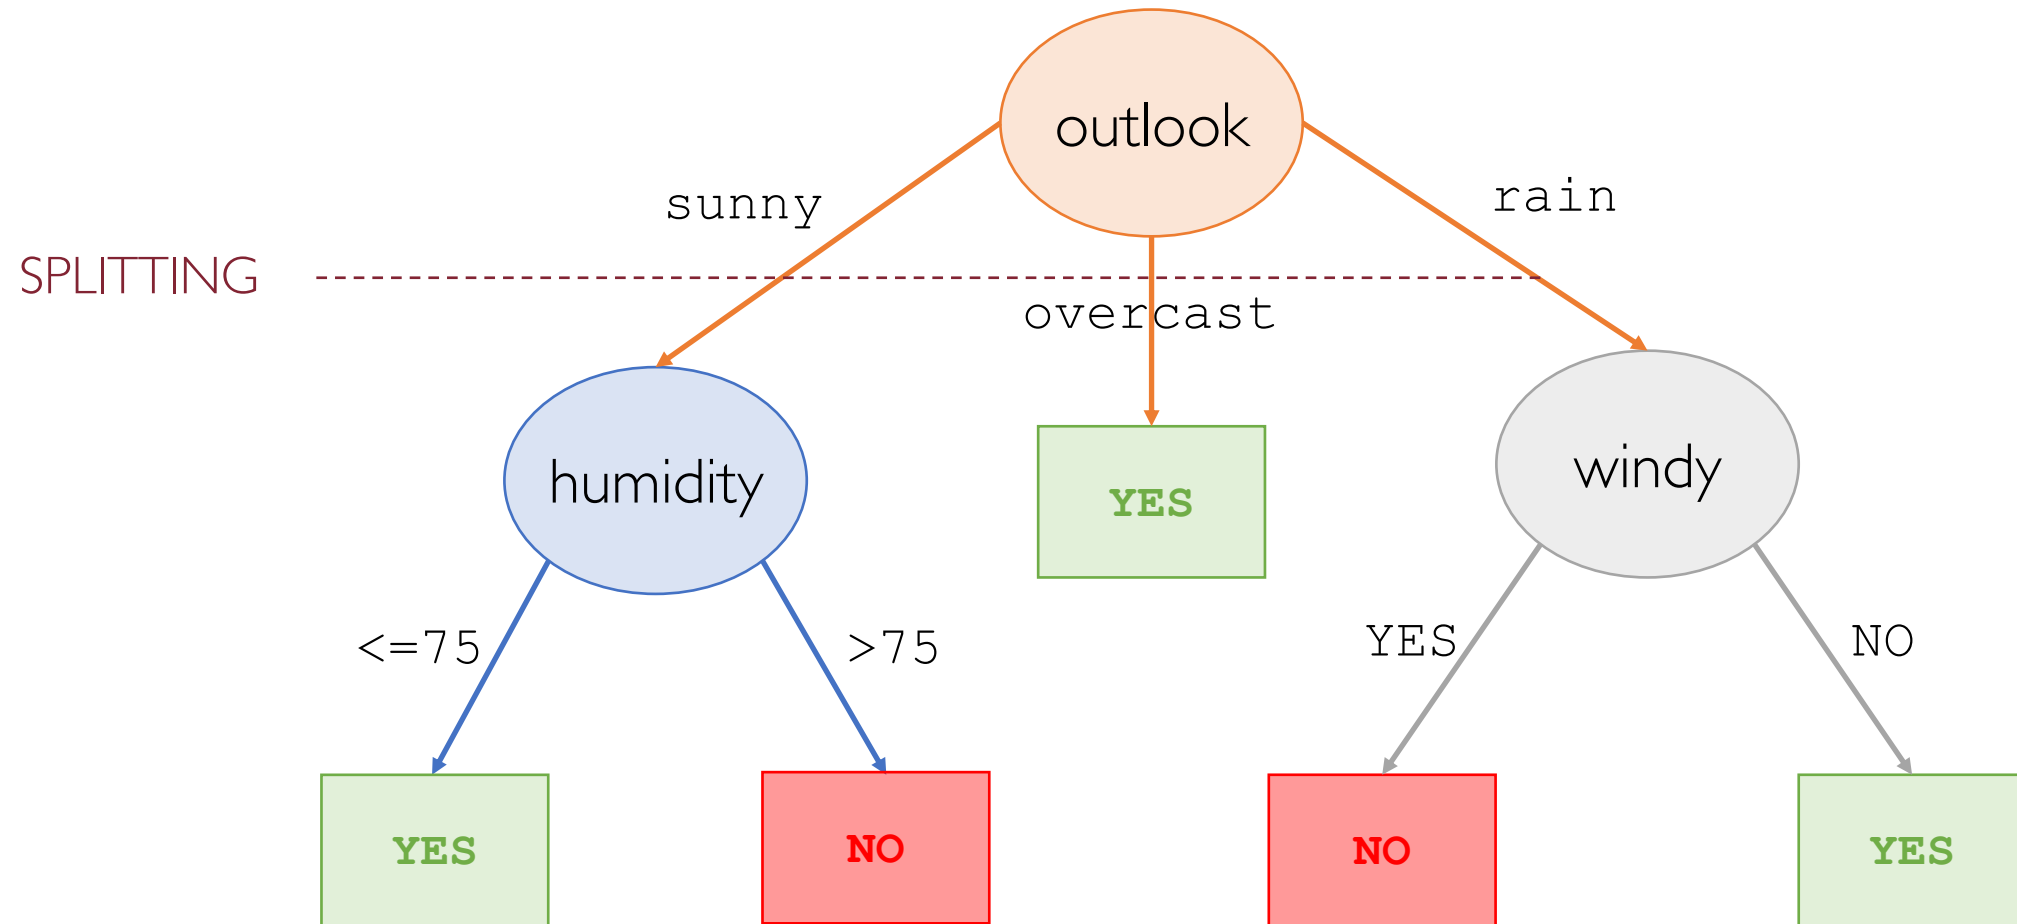 outlook
sunny
rain
SPLITTING
overcast
humidity
YES
windy
<=75
>75
YES
NO
YES
NO
NO
YES